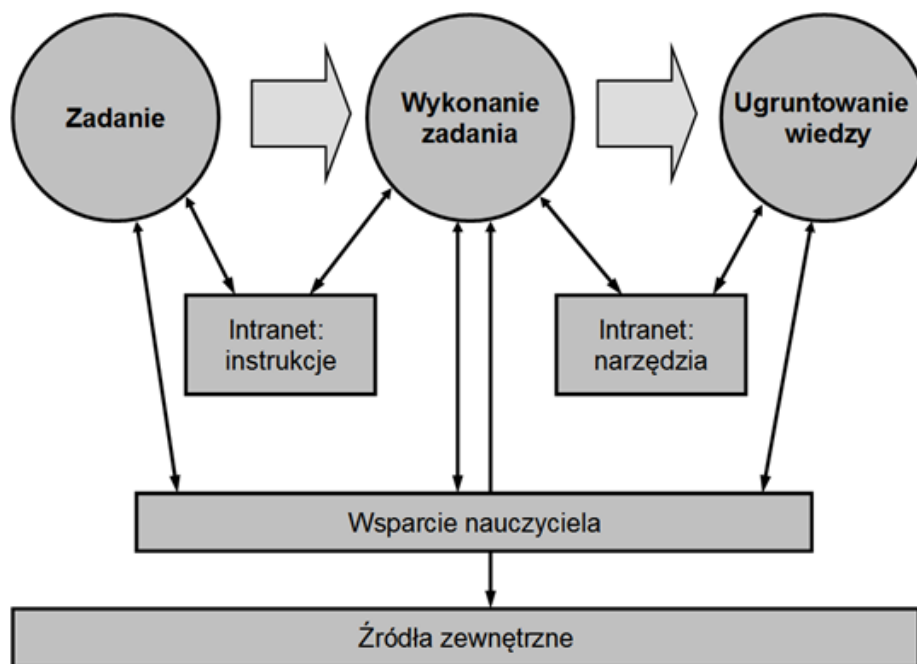 Zadanie
Wykonanie
zadania
Ugruntowanie
wiedzy
Intranet:
instrukcje
Intranet:
narzędzia
Wsparcie nauczyciela
Źródła zewnętrzne